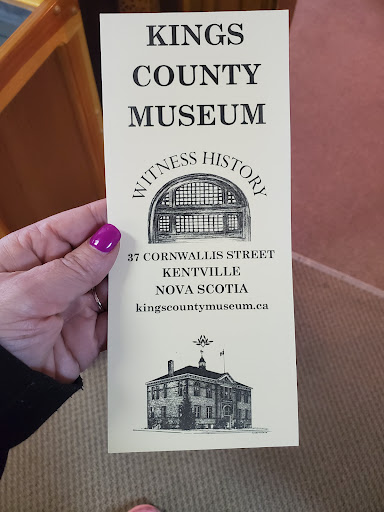 KINGS
COUNTY
MUSEUM
WITNESS HISTORY
37 CORNWALLIS STREET
KENTVILLE
NOVA SCOTIA
kingscountymuseum.ca